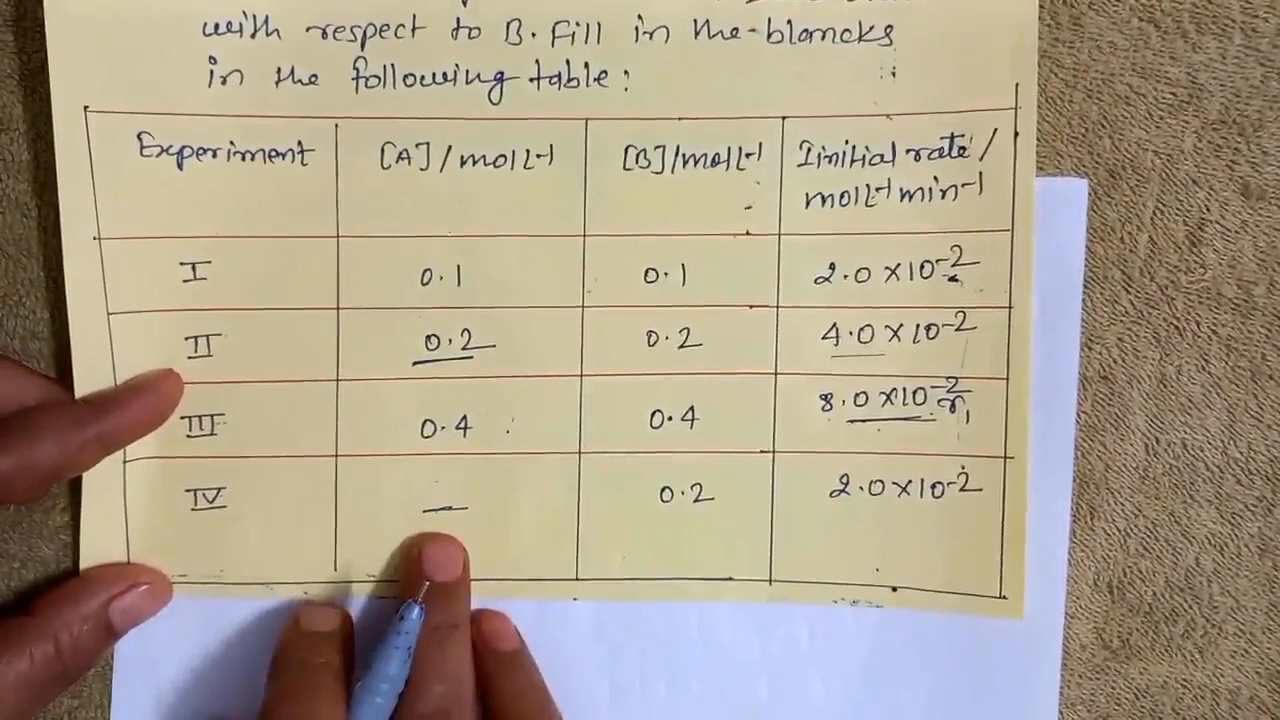 with respect to B. Fill in the blancks
in the following table:
Experiment [A]/mol L-1 [B]/mol L-1 Iinitial rate/
mol L-1 min-1
I 0.1 0.1 2.0 x 10-2
II 0.2 0.2 4.0 x 10-2
III 0.4 0.4 8.0 x 10-2
IV — 0.2 2.0 x 10-2